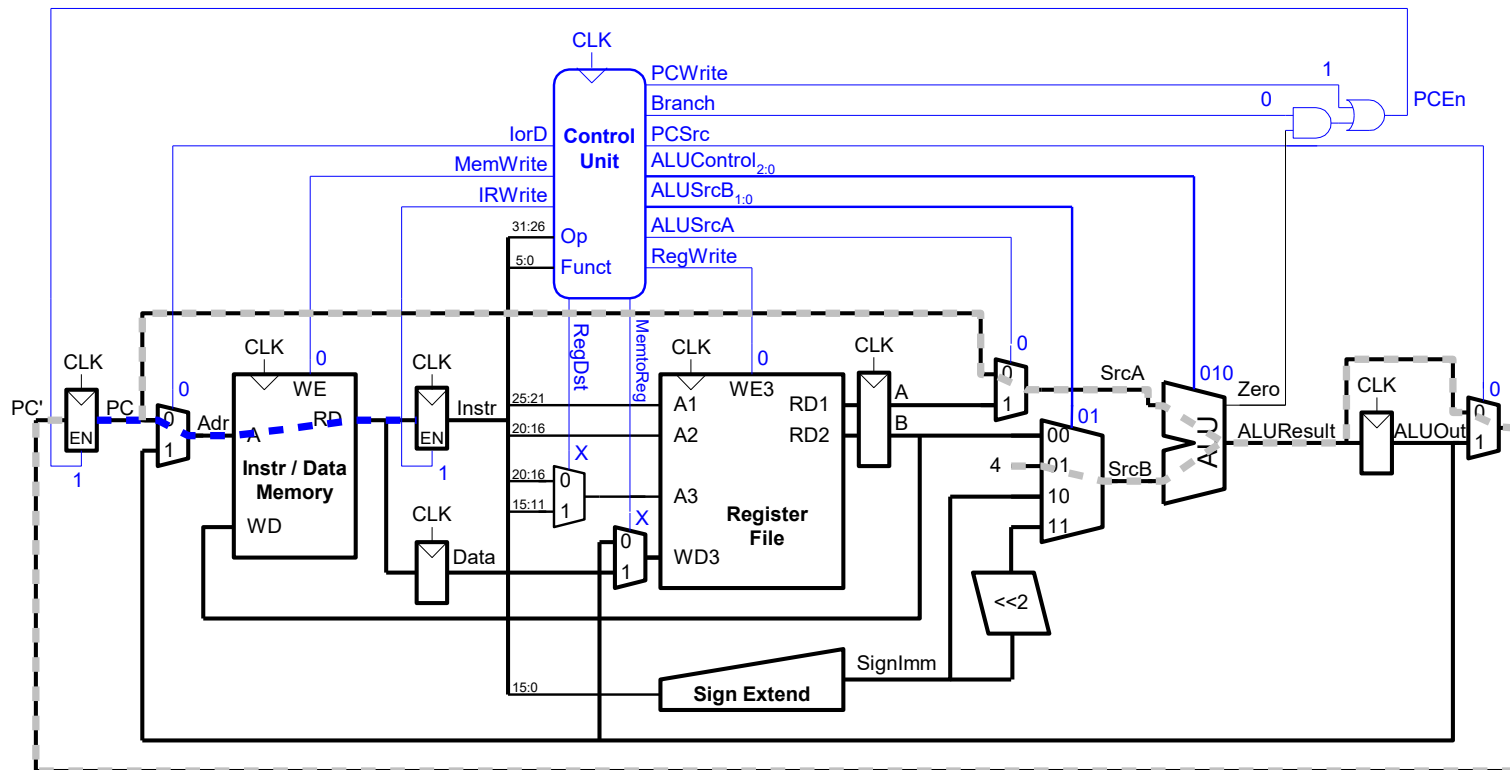 CLK
PCWrite
1
Branch
0
PCEn
IorD
Control
Unit
PCSrc
MemWrite
ALUControl2:0
IRWrite
ALUSrcB1:0
31:26
Op
ALUSrcA
5:0
Funct
RegWrite
RegDst
MemtoReg
CLK
0
CLK
0
CLK
CLK
0
CLK
0
010
CLK
0
PC'
EN
PC
0
1
Adr
WE
A
RD
Instr / Data
Memory
WD
EN
Instr
1
1
25:21
A1
20:16
A2
20:16
15:11
X
0
1
A3
WE3
RD1
RD2
Register
File
WD3
X
0
1
A
B
0
1
SrcA
01
00
4
01
10
11
SrcB
ALU
Zero
ALUResult
ALUOut
0
1
CLK
Data
<<2
SignImm
15:0
Sign Extend